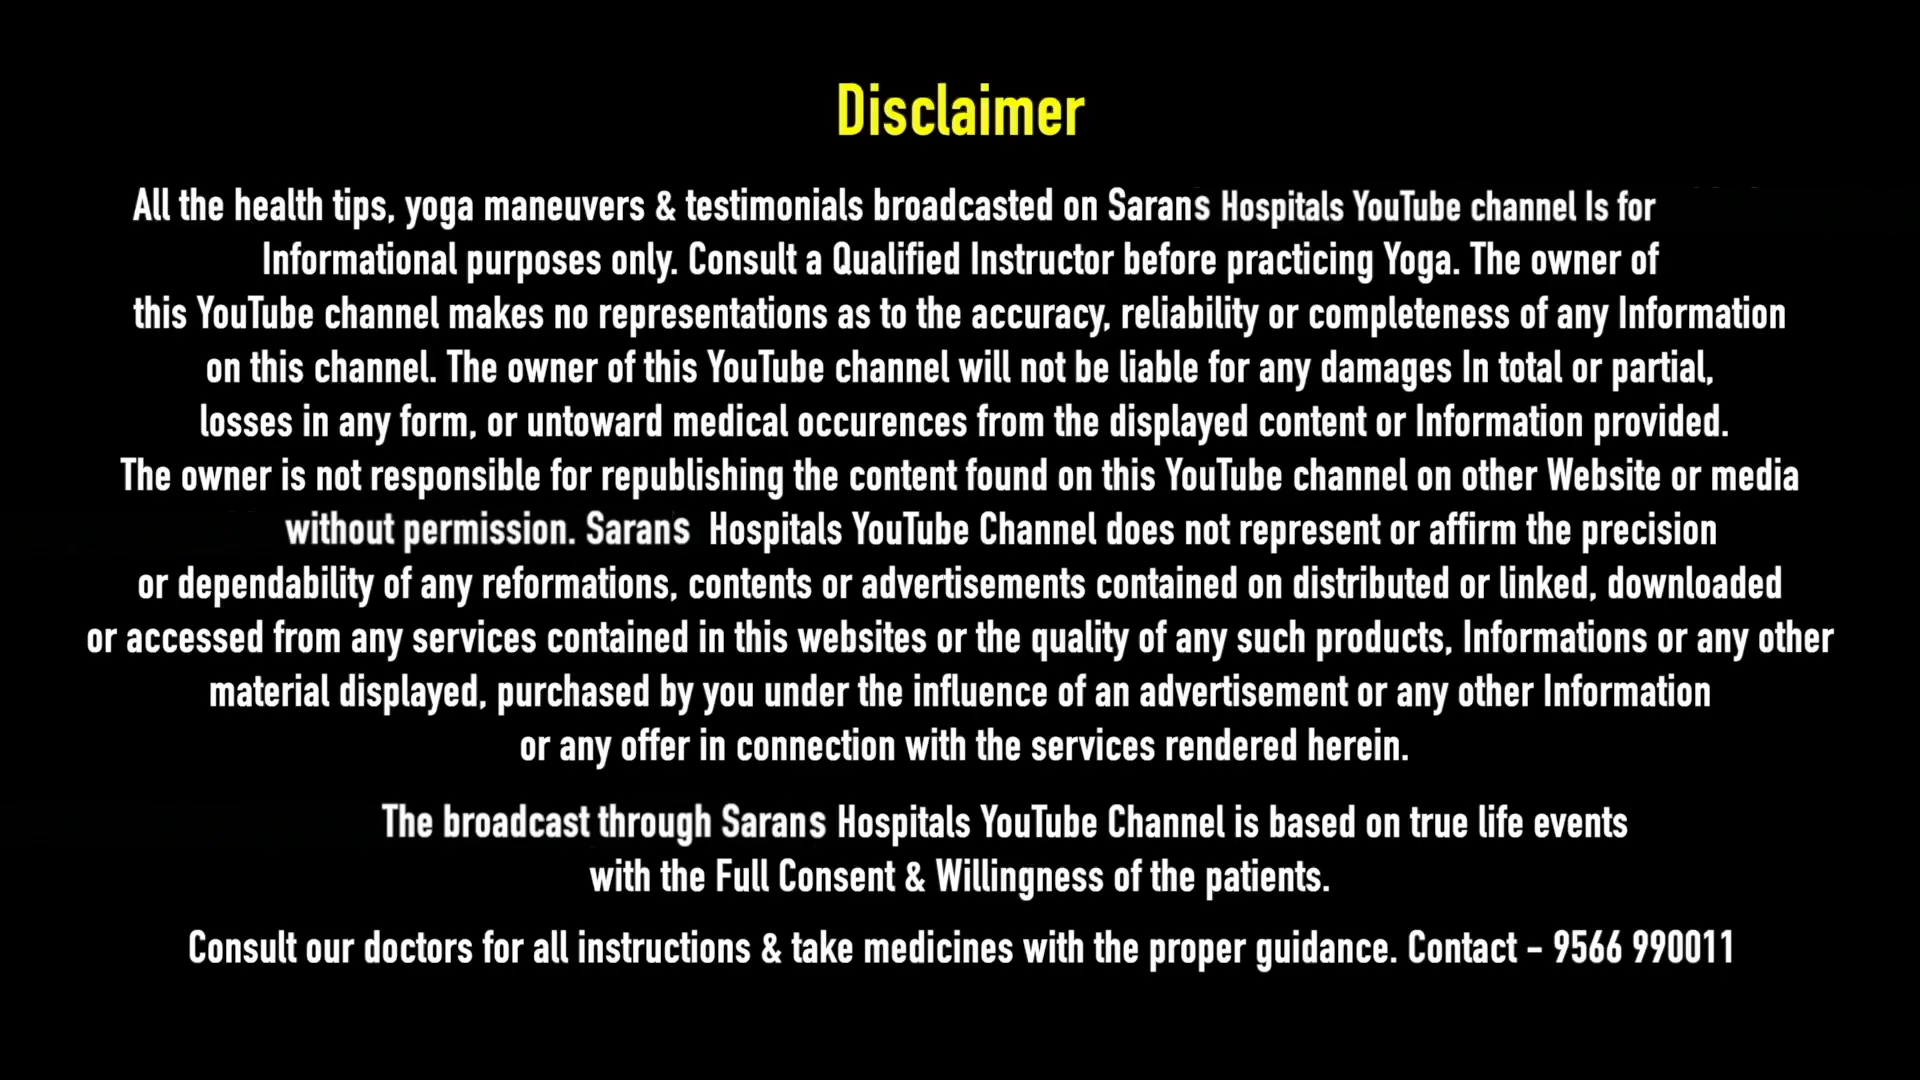 Disclaimer
All the health tips, yoga maneuvers & testimonials broadcasted on Sarans Hospitals YouTube channel Is for
Informational purposes only. Consult a Qualified Instructor before practicing Yoga. The owner of
this YouTube channel makes no representations as to the accuracy, reliability or completeness of any Information
on this channel. The owner of this YouTube channel will not be liable for any damages In total or partial,
losses in any form, or untoward medical occurences from the displayed content or Information provided.
The owner is not responsible for republishing the content found on this YouTube channel on other Website or media
without permission. Sarans Hospitals YouTube Channel does not represent or affirm the precision
or dependability of any reformations, contents or advertisements contained on distributed or linked, downloaded
or accessed from any services contained in this websites or the quality of any such products, Informations or any other
material displayed, purchased by you under the influence of an advertisement or any other Information
or any offer in connection with the services rendered herein.
The broadcast through Sarans Hospitals YouTube Channel is based on true life events
with the Full Consent & Willingness of the patients.
Consult our doctors for all instructions & take medicines with the proper guidance. Contact - 9566 990011